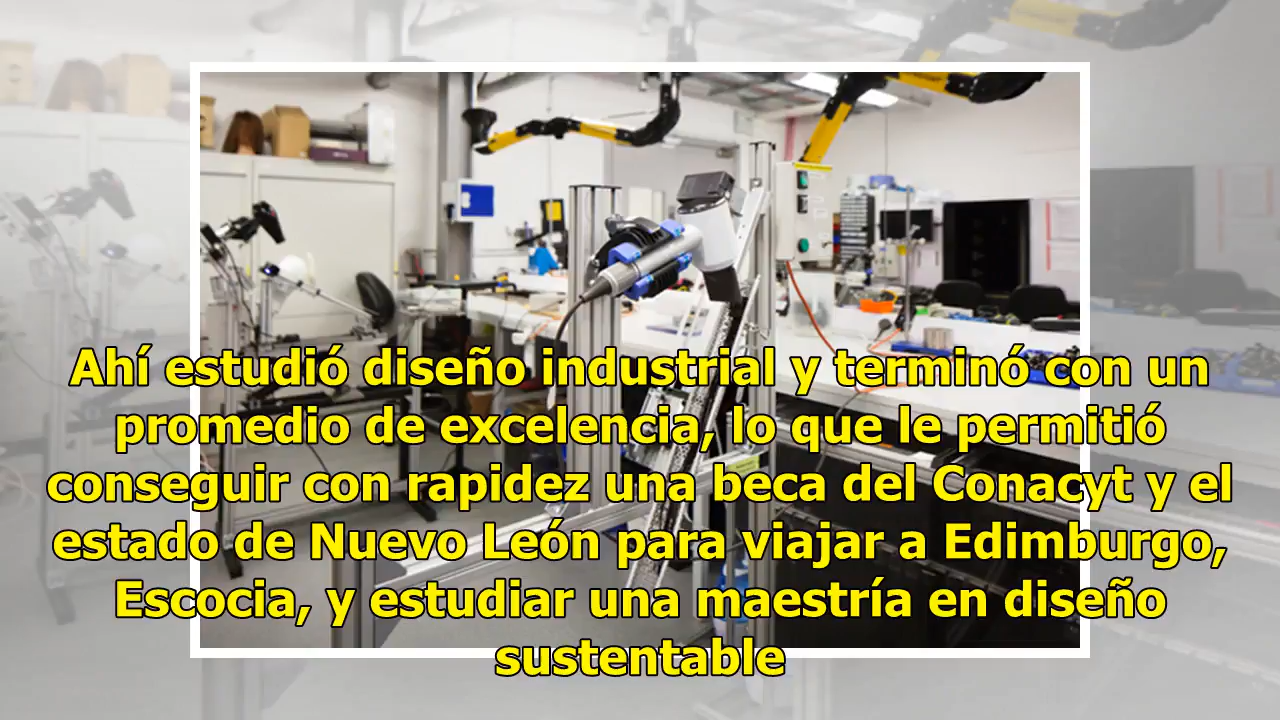 Ahí estudió diseño industrial y terminó con un
promedio de excelencia, lo que le permitió
conseguir con rapidez una beca del Conacyt y el
estado de Nuevo León para viajar a Edimburgo,
Escocia, y estudiar una maestría en diseño
sustentable